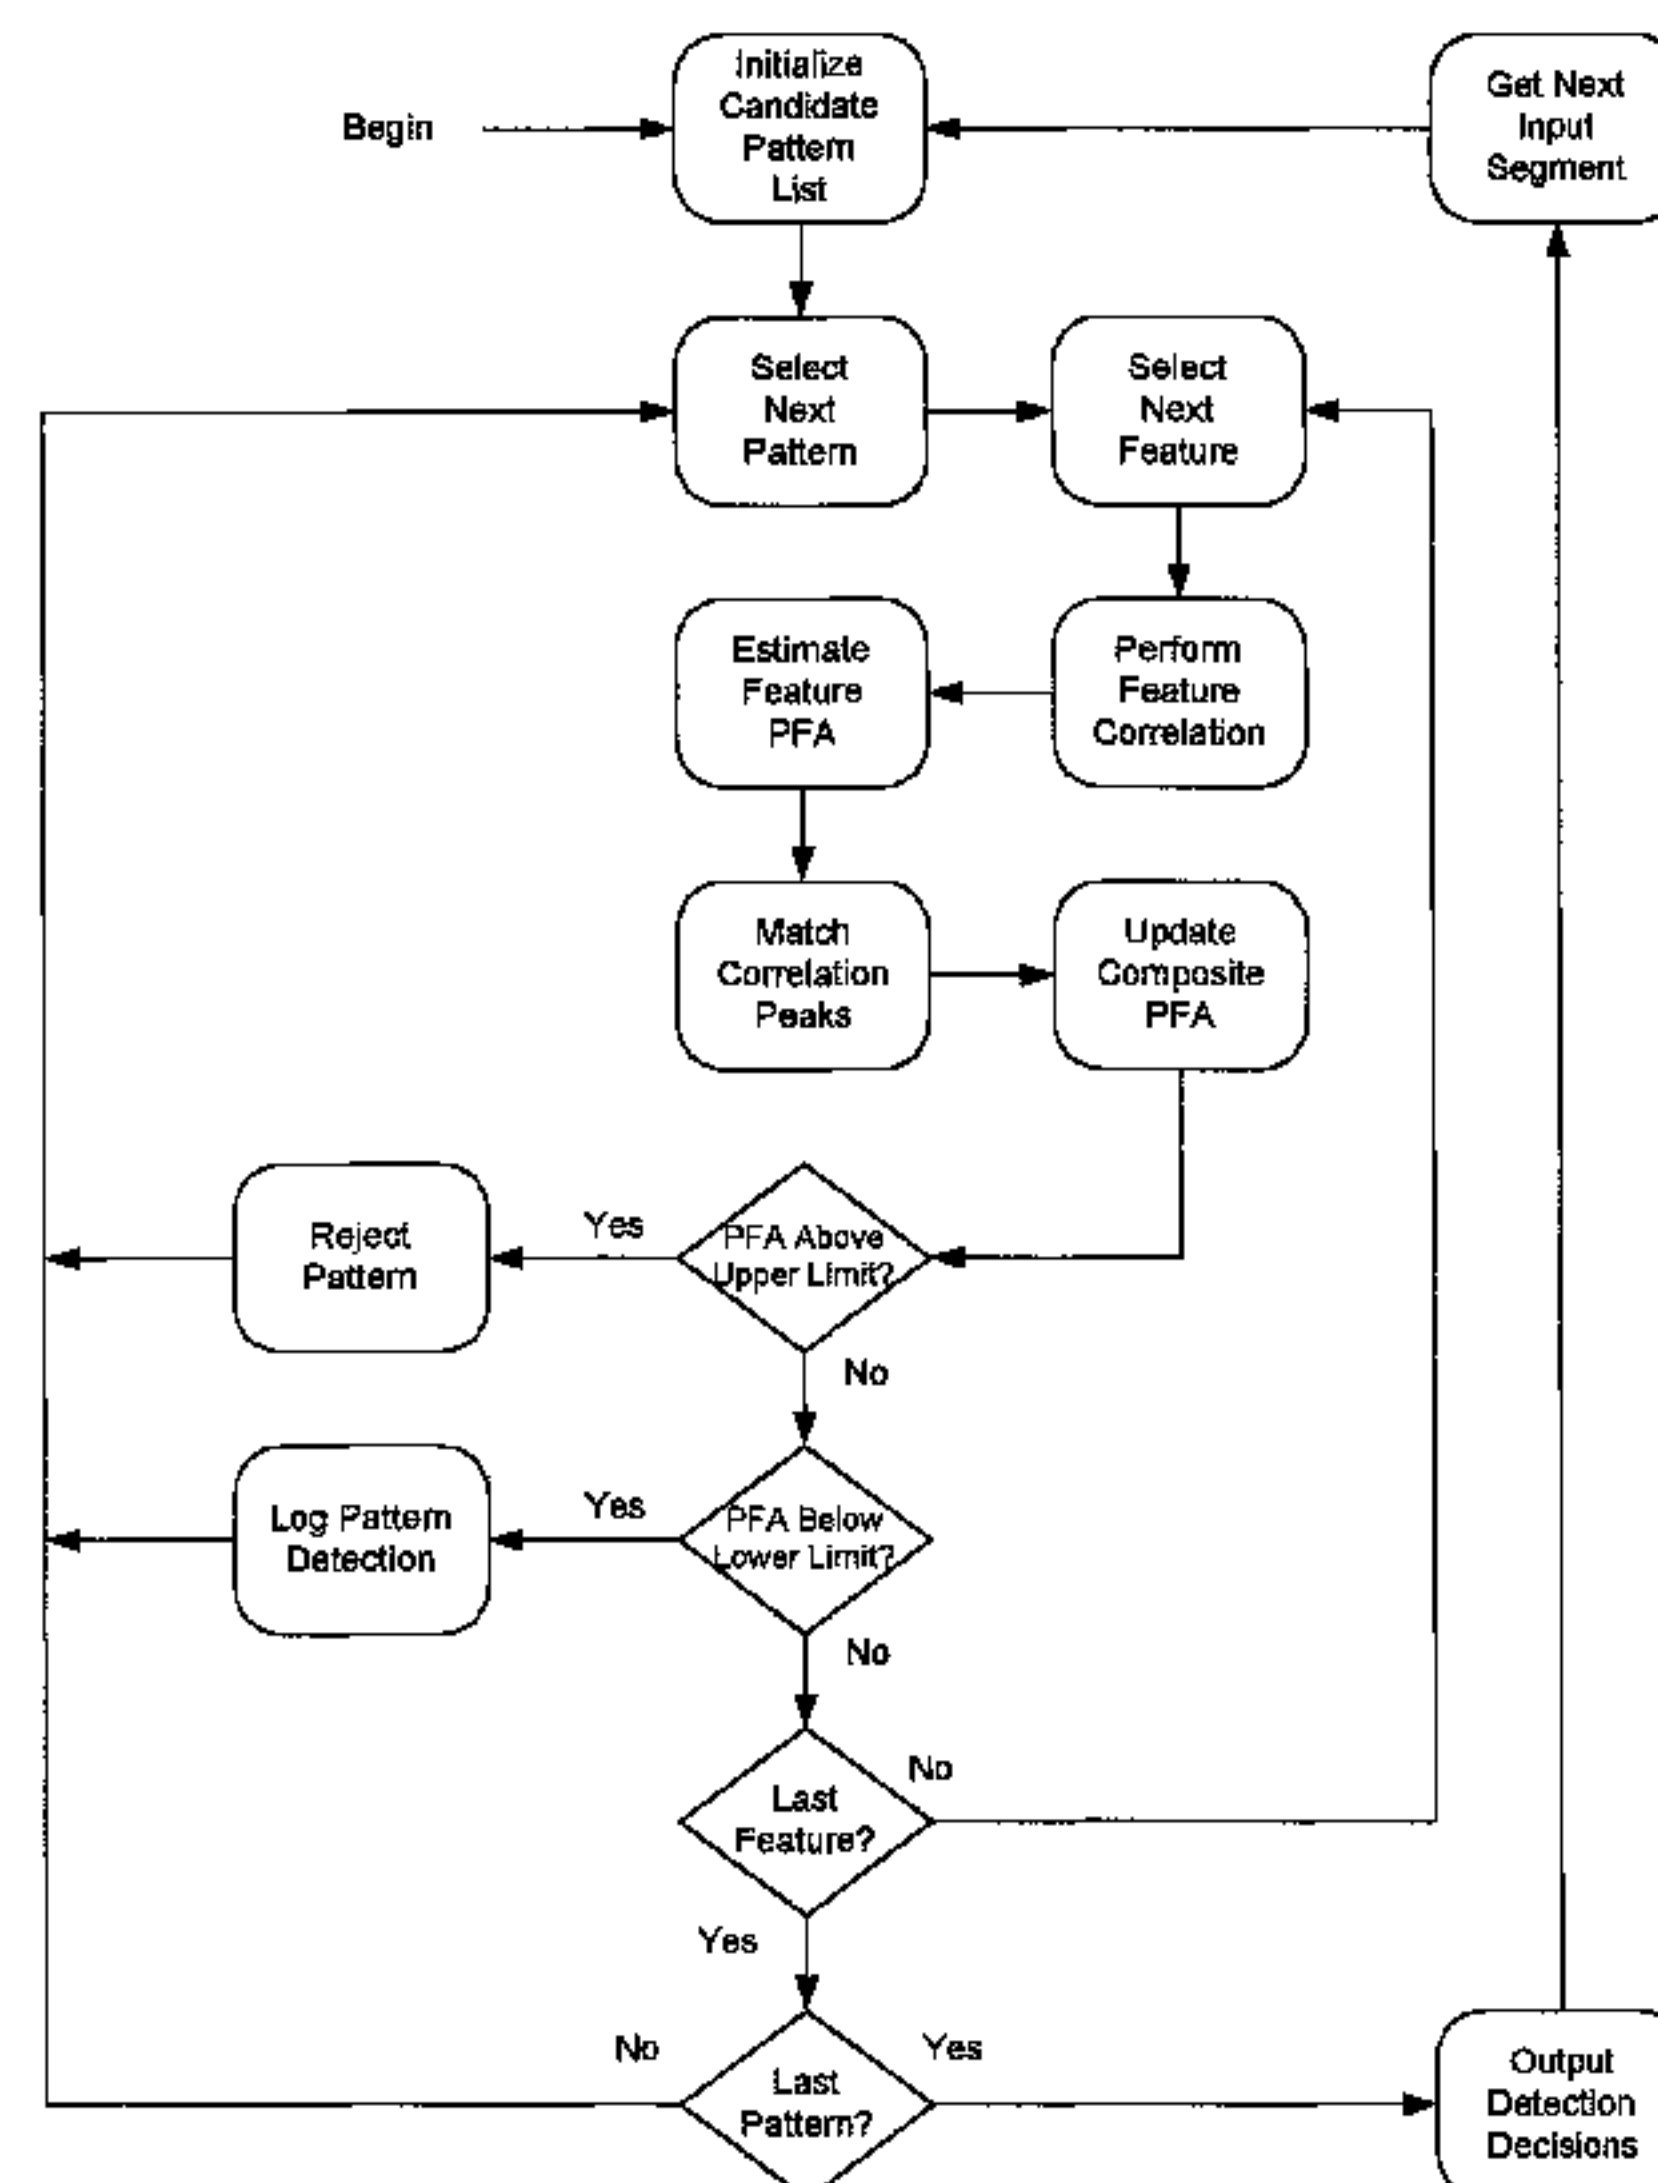 Begin
Initialize
Candidate
Pattern
List
Get Next
Input
Segment
Select
Next
Pattern
Select
Next
Feature
Estimate
Feature
PFA
Perform
Feature
Correlation
Match
Correlation
Peaks
Update
Composite
PFA
Reject
Pattern
Yes
PFA Above
Upper Limit?
No
Log Pattern
Detection
Yes
PFA Below
Lower Limit?
No
Last
Feature?
No
Yes
No
Last
Pattern?
Yes
Output
Detection
Decisions